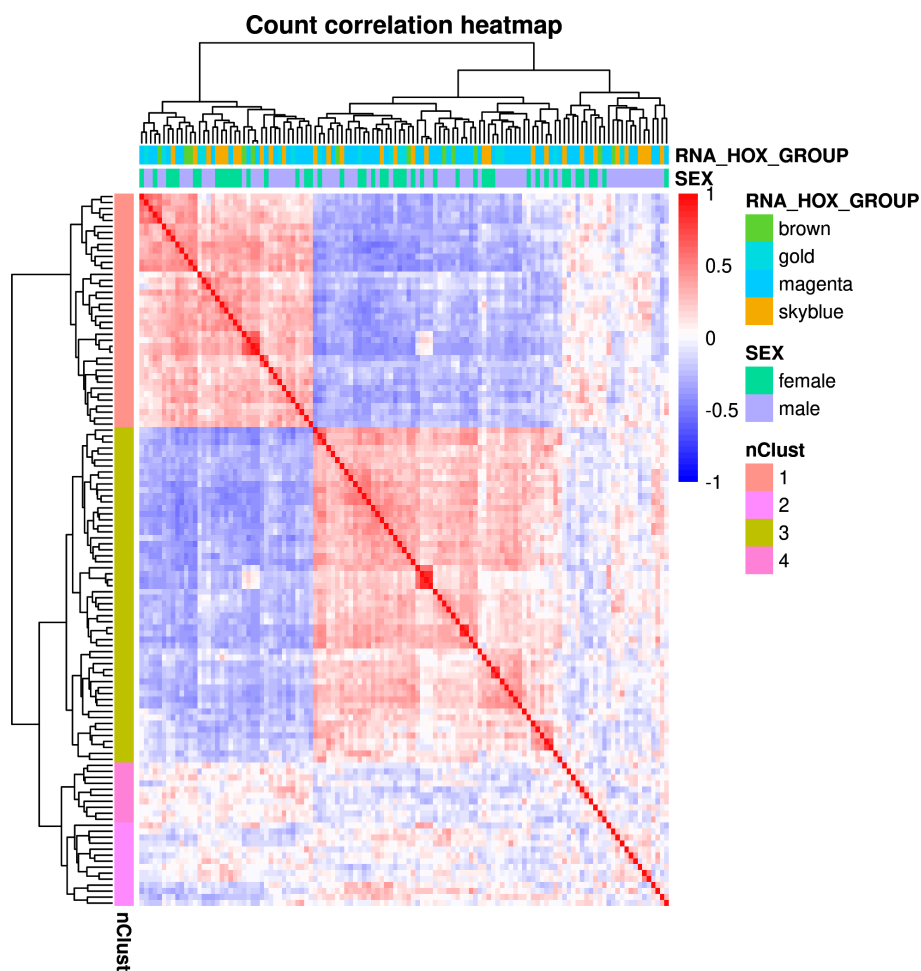 Count correlation heatmap
RNA_HOX_GROUP
SEX
1
0.5
0
-0.5
-1
RNA_HOX_GROUP
brown
gold
magenta
skyblue
SEX
female
male
nClust
1
2
3
4
nClust